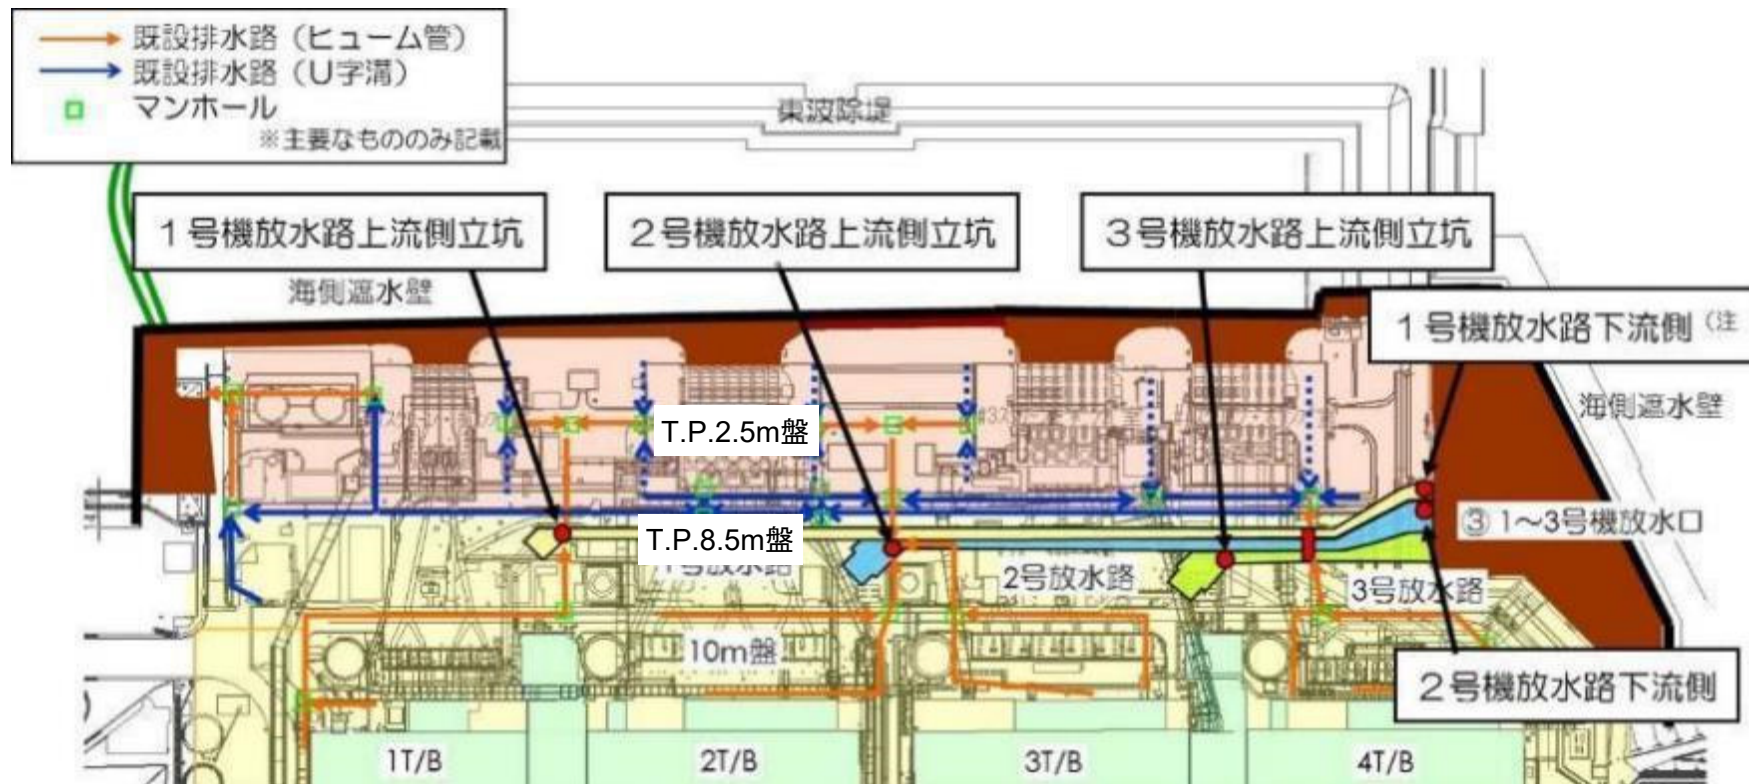 既設排水路（ヒューム管）
既設排水路（U字溝）
マンホール
※主要なもののみ記載
東波除堤
1号機放水路上流側立坑
2号機放水路上流側立坑
3号機放水路上流側立坑
海側遮水壁
1号機放水路下流側（注
海側遮水壁
T.P.2.5m盤
③1～3号機放水口
T.P.8.5m盤
1号放水路
2号放水路
3号放水路
10m盤
2号機放水路下流側
1T/B
2T/B
3T/B
4T/B